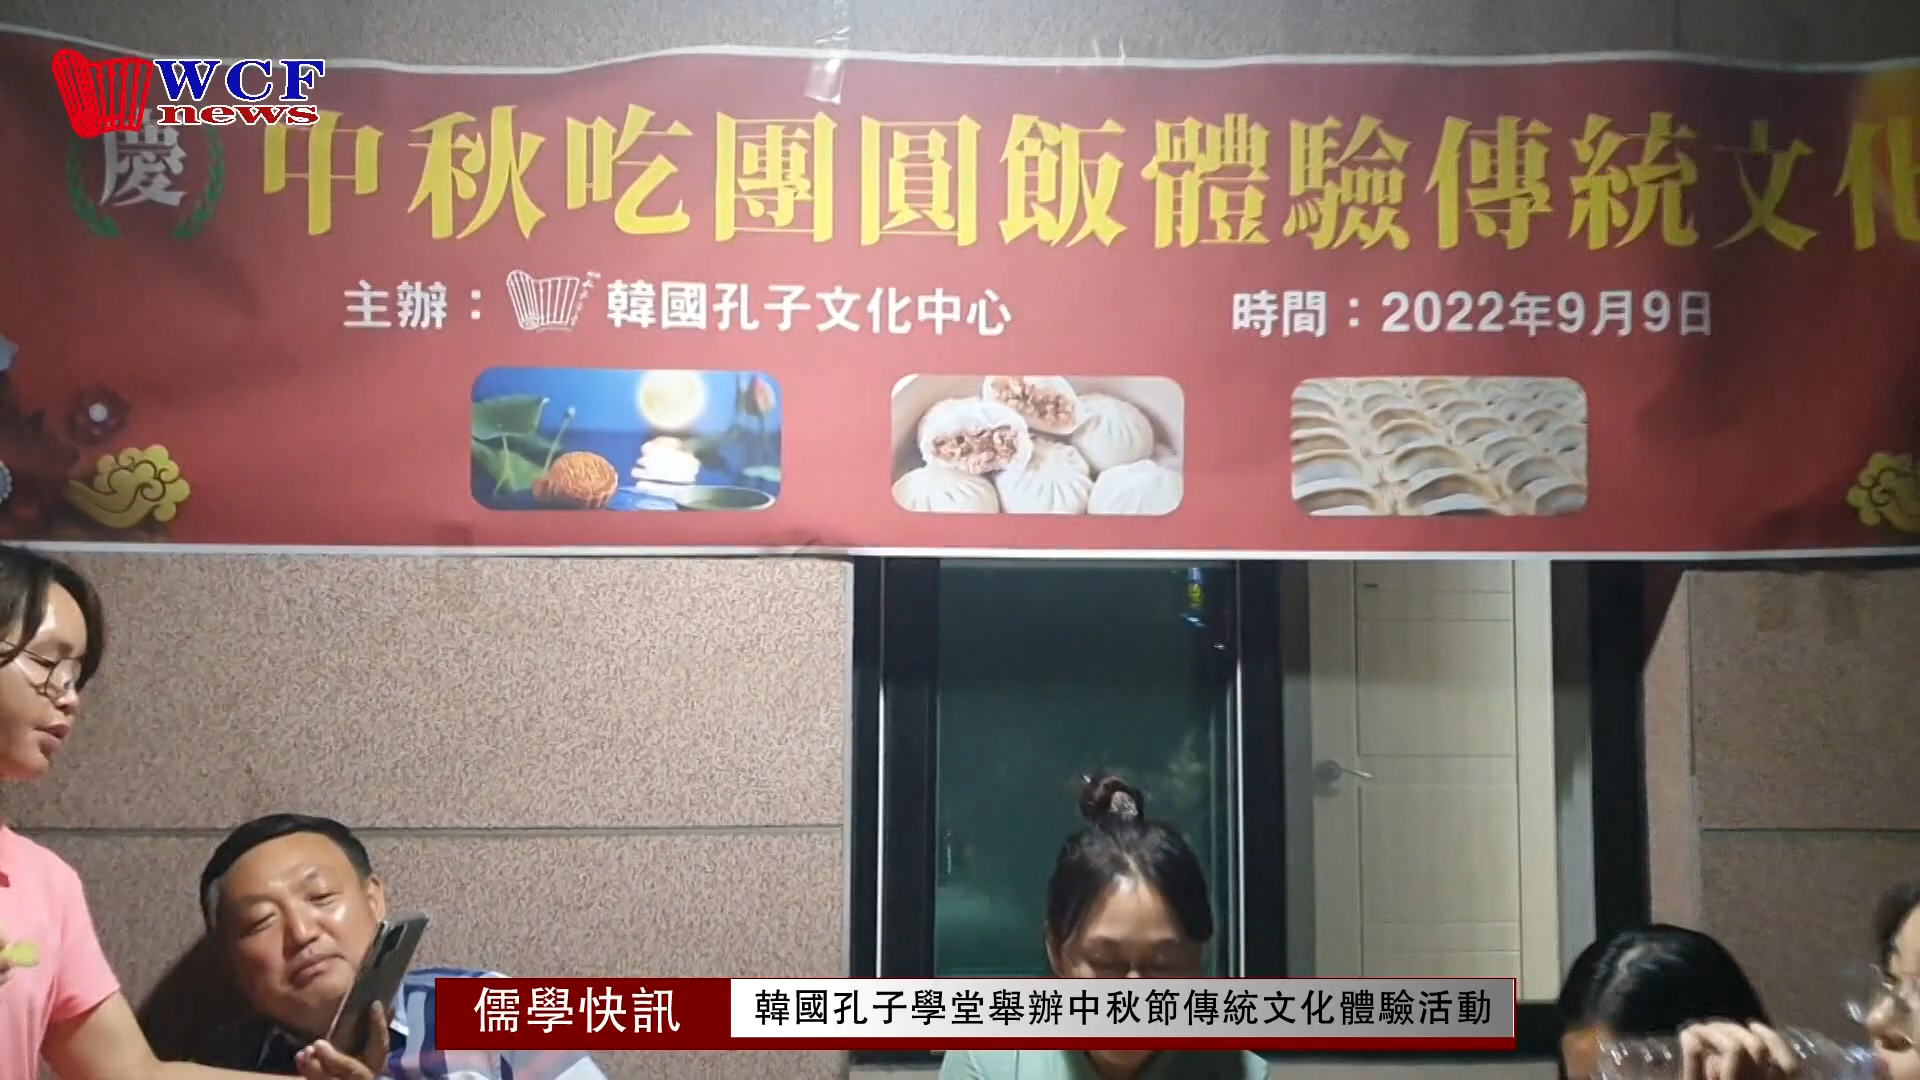 WCF
news
慶 中秋吃團圓飯體驗傳統文化
主辦： 韓國孔子文化中心 時間：2022年9月9日
儒學快訊 韓國孔子學堂舉辦中秋節傳統文化體驗活動